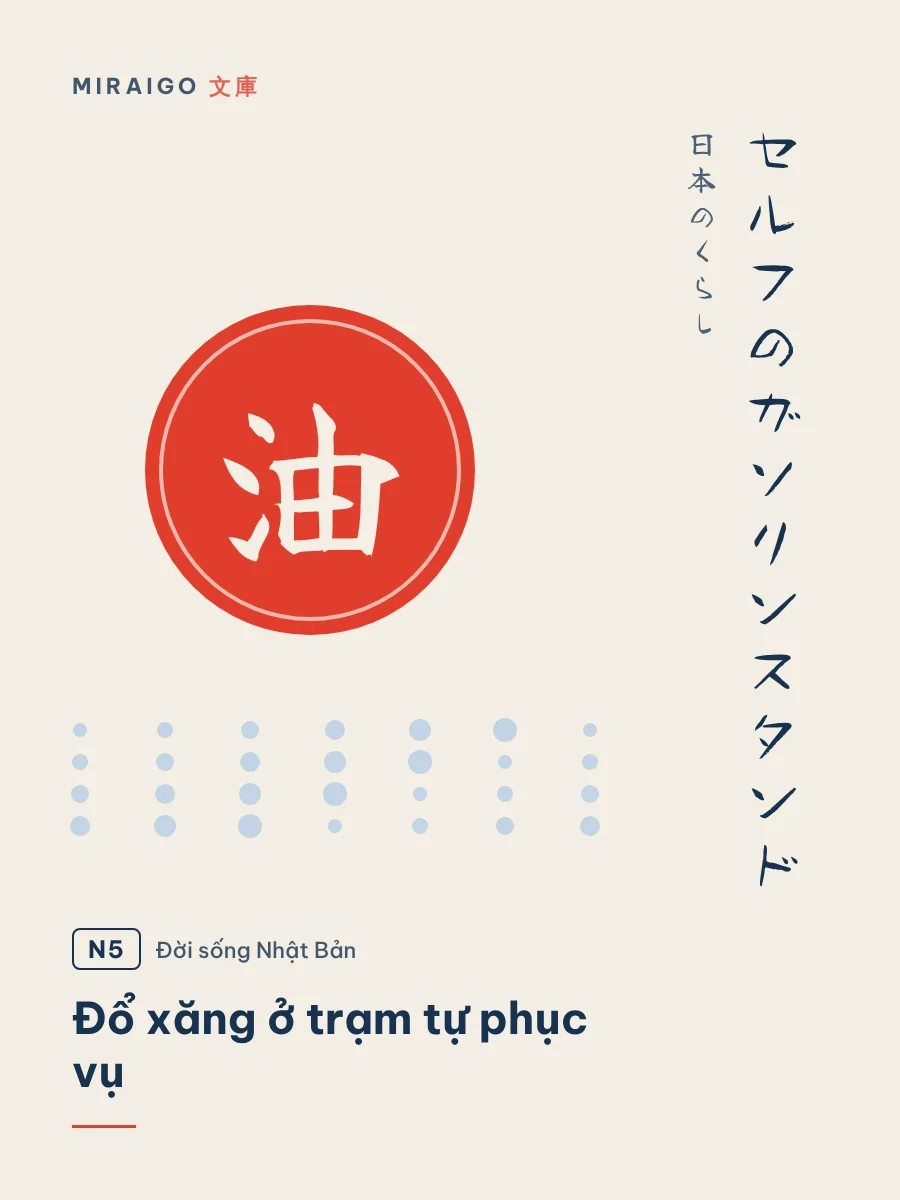 MIRAIGO 文庫
セルフのガソリンスタンド
日本のくらし
油
N5 Đời sống Nhật Bản
Đổ xăng ở trạm tự phục
vụ